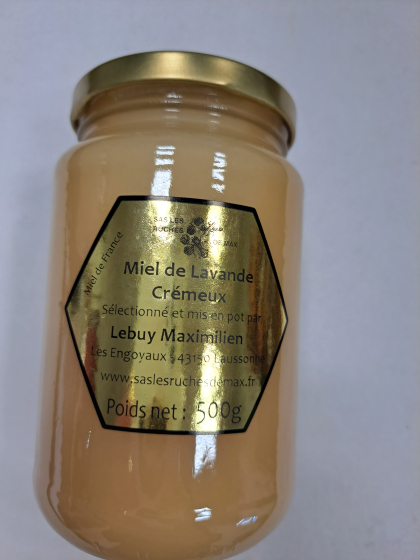 SAS LES
RUCHES
DE MAX
Miel de France
Miel de Lavande
Crémeux
Sélectionné et mis en pot par
Lebuy Maximilien
Les Engoyaux 43150 Laussonne
www.saslesruchesdemax.fr
Poids net : 500g